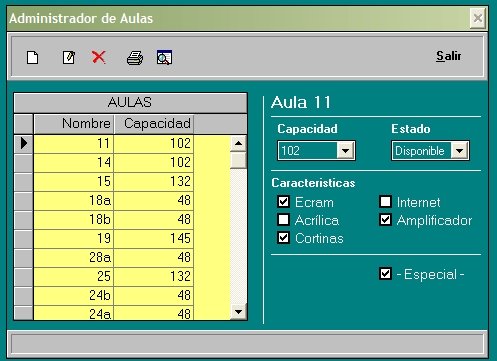 Administrador de Aulas
Salir
AULAS
Nombre Capacidad
11 102
14 102
15 132
18a 48
18b 48
19 145
28a 48
25 132
24b 48
24a 48
Aula 11
Capacidad Estado
102 Disponible
Caracteristicas
Ecram Internet
Acrílica Amplificador
Cortinas
- Especial -